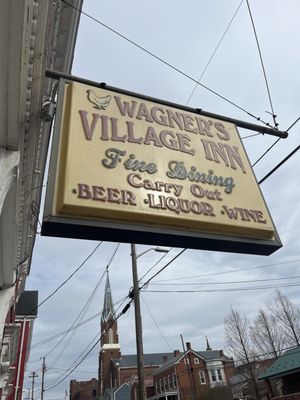 WAGNER'S
VILLAGE INN
Fine Dining
Carry Out
·BEER ·LIQUOR ·WINE